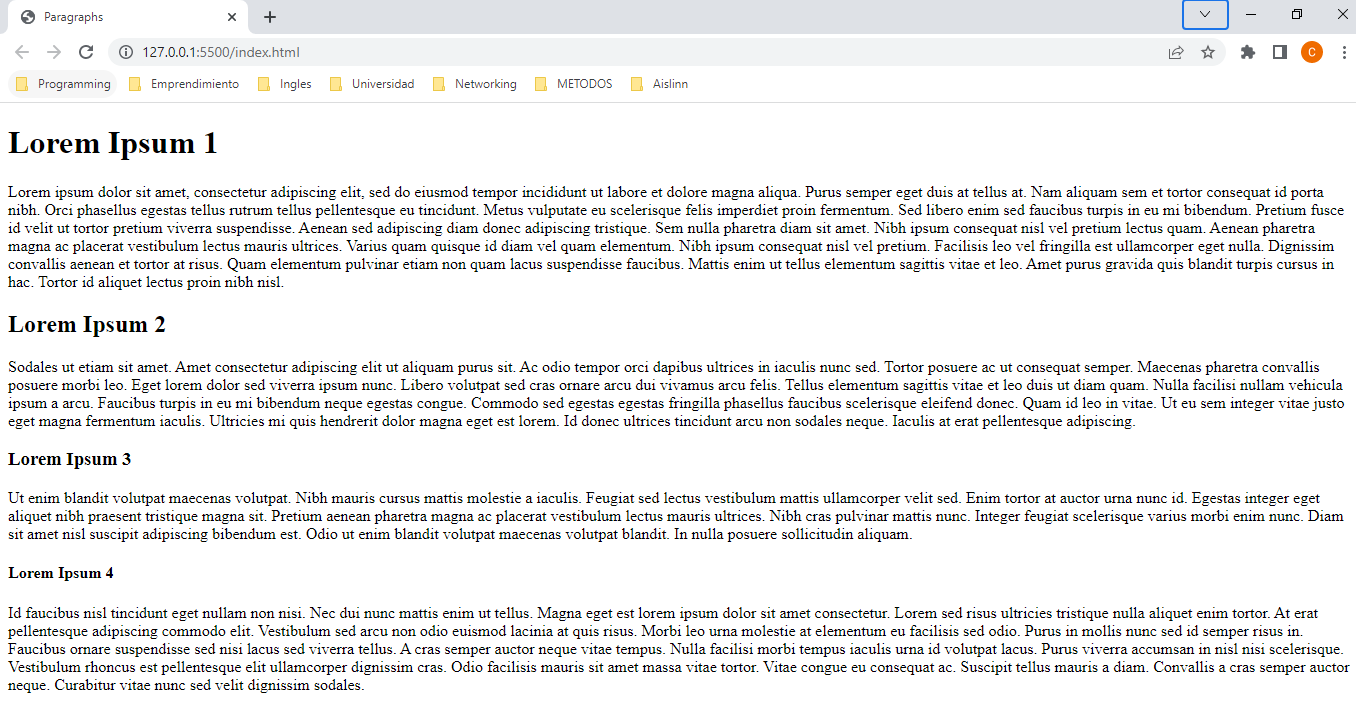 Paragraphs
127.0.0.1:5500/index.html
C
Programming Emprendimiento Ingles Universidad Networking METODOS Aislinn
Lorem Ipsum 1
Lorem ipsum dolor sit amet, consectetur adipiscing elit, sed do eiusmod tempor incididunt ut labore et dolore magna aliqua. Purus semper eget duis at tellus at. Nam aliquam sem et tortor consequat id porta
nibh. Orci phasellus egestas tellus rutrum tellus pellentesque eu tincidunt. Metus vulputate eu scelerisque felis imperdiet proin fermentum. Sed libero enim sed faucibus turpis in eu mi bibendum. Pretium fusce
id velit ut tortor pretium viverra suspendisse. Aenean sed adipiscing diam donec adipiscing tristique. Sem nulla pharetra diam sit amet. Nibh ipsum consequat nisl vel pretium lectus quam. Aenean pharetra
magna ac placerat vestibulum lectus mauris ultrices. Varius quam quisque id diam vel quam elementum. Nibh ipsum consequat nisl vel pretium. Facilisis leo vel fringilla est ullamcorper eget nulla. Dignissim
convallis aenean et tortor at risus. Quam elementum pulvinar etiam non quam lacus suspendisse faucibus. Mattis enim ut tellus elementum sagittis vitae et leo. Amet purus gravida quis blandit turpis cursus in
hac. Tortor id aliquet lectus proin nibh nisl.
Lorem Ipsum 2
Sodales ut etiam sit amet. Amet consectetur adipiscing elit ut aliquam purus sit. Ac odio tempor orci dapibus ultrices in iaculis nunc sed. Tortor posuere ac ut consequat semper. Maecenas pharetra convallis
posuere morbi leo. Eget lorem dolor sed viverra ipsum nunc. Libero volutpat sed cras ornare arcu dui vivamus arcu felis. Tellus elementum sagittis vitae et leo duis ut diam quam. Nulla facilisi nullam vehicula
ipsum a arcu. Faucibus turpis in eu mi bibendum neque egestas congue. Commodo sed egestas egestas fringilla phasellus faucibus scelerisque eleifend donec. Quam id leo in vitae. Ut eu sem integer vitae justo
eget magna fermentum iaculis. Ultricies mi quis hendrerit dolor magna eget est lorem. Id donec ultrices tincidunt arcu non sodales neque. Iaculis at erat pellentesque adipiscing.
Lorem Ipsum 3
Ut enim blandit volutpat maecenas volutpat. Nibh mauris cursus mattis molestie a iaculis. Feugiat sed lectus vestibulum mattis ullamcorper velit sed. Enim tortor at auctor urna nunc id. Egestas integer eget
aliquet nibh praesent tristique magna sit. Pretium aenean pharetra magna ac placerat vestibulum lectus mauris ultrices. Nibh cras pulvinar mattis nunc. Integer feugiat scelerisque varius morbi enim nunc. Diam
sit amet nisl suscipit adipiscing bibendum est. Odio ut enim blandit volutpat maecenas volutpat blandit. In nulla posuere sollicitudin aliquam.
Lorem Ipsum 4
Id faucibus nisl tincidunt eget nullam non nisi. Nec dui nunc mattis enim ut tellus. Magna eget est lorem ipsum dolor sit amet consectetur. Lorem sed risus ultricies tristique nulla aliquet enim tortor. At erat
pellentesque adipiscing commodo elit. Vestibulum sed arcu non odio euismod lacinia at quis risus. Morbi leo urna molestie at elementum eu facilisis sed odio. Purus in mollis nunc sed id semper risus in.
Faucibus ornare suspendisse sed nisi lacus sed viverra tellus. A cras semper auctor neque vitae tempus. Nulla facilisi morbi tempus iaculis urna id volutpat lacus. Purus viverra accumsan in nisl nisi scelerisque.
Vestibulum rhoncus est pellentesque elit ullamcorper dignissim cras. Odio facilisis mauris sit amet massa vitae tortor. Vitae congue eu consequat ac. Suscipit tellus mauris a diam. Convallis a cras semper auctor
neque. Curabitur vitae nunc sed velit dignissim sodales.